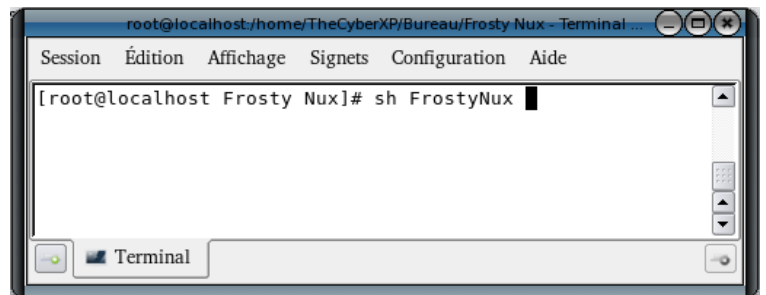 root@localhost:/home/TheCyberXP/Bureau/Frosty Nux - Terminal ...
Session Édition Affichage Signets Configuration Aide
[root@localhost Frosty Nux]# sh FrostyNux
Terminal